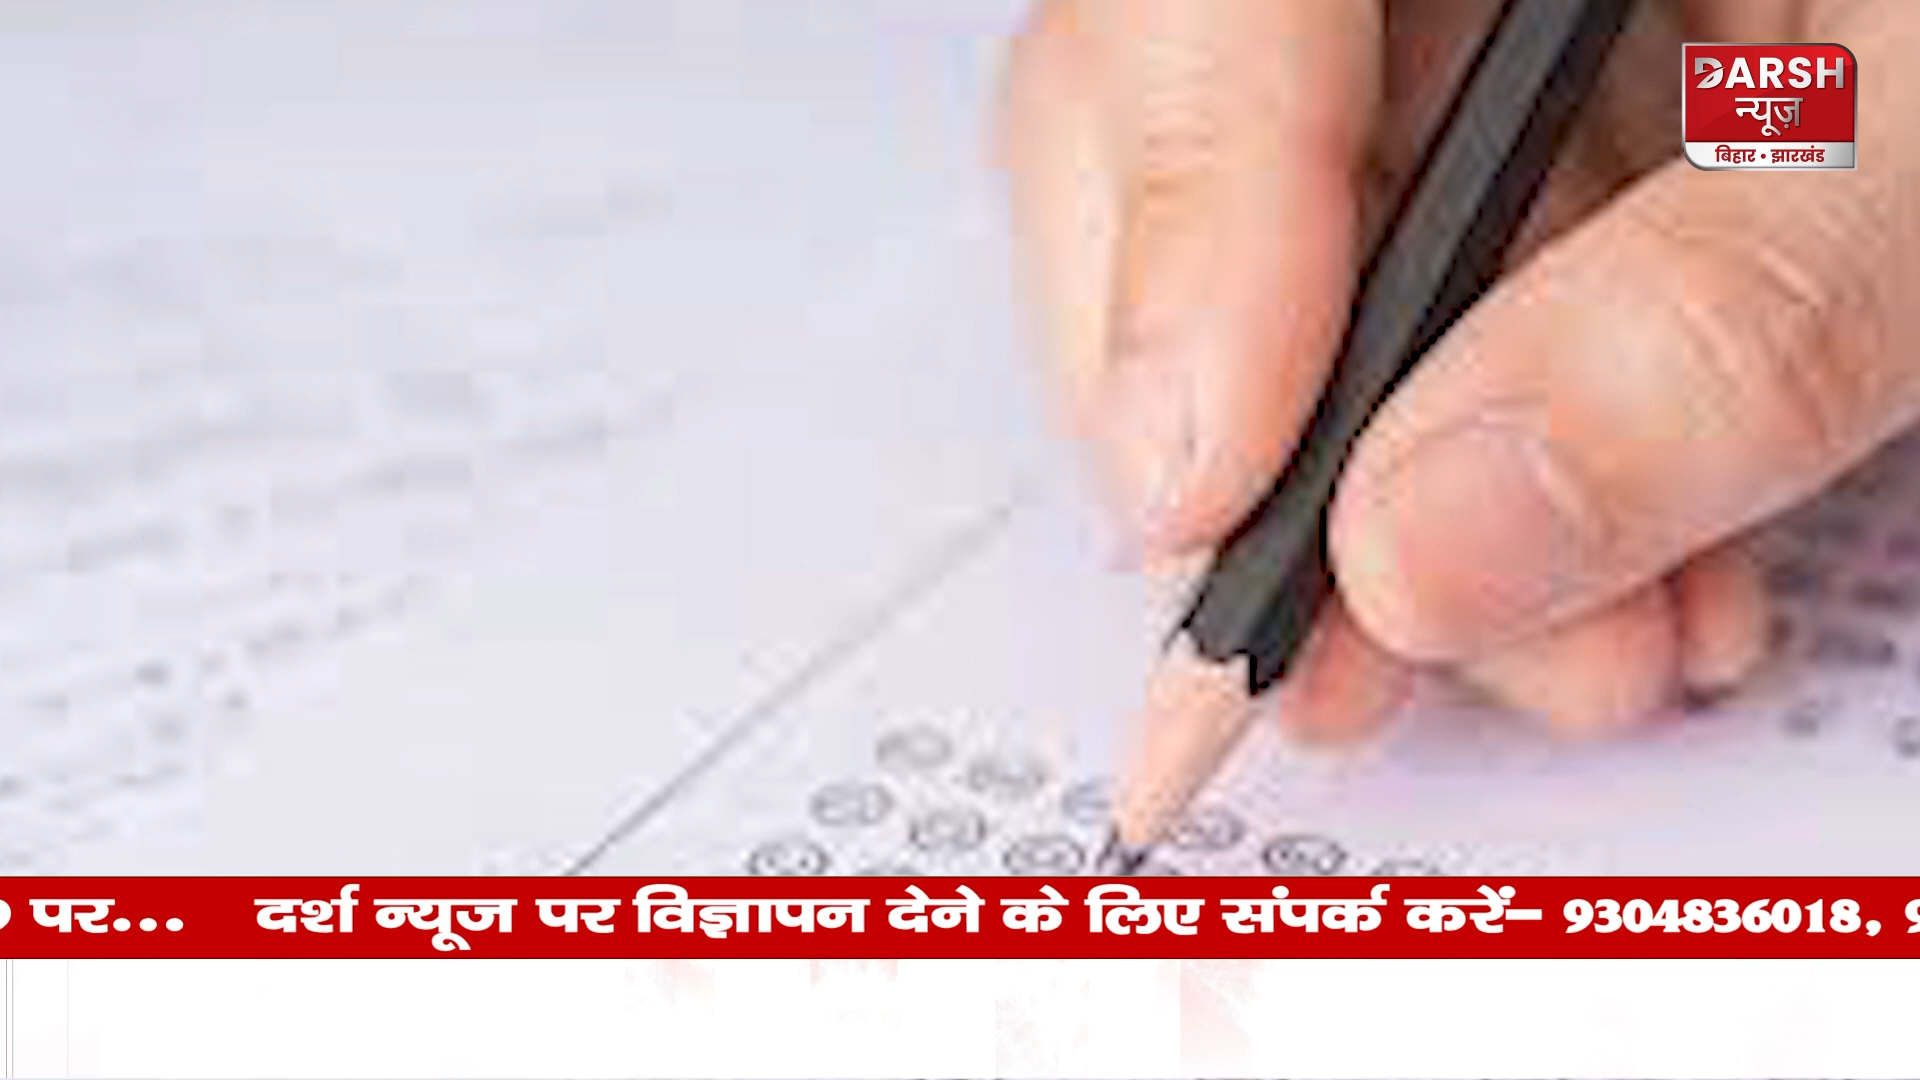 DARSH
न्यूज़
बिहार • झारखंड
पर... दर्श न्यूज पर विज्ञापन देने के लिए संपर्क करें– 9304836018,